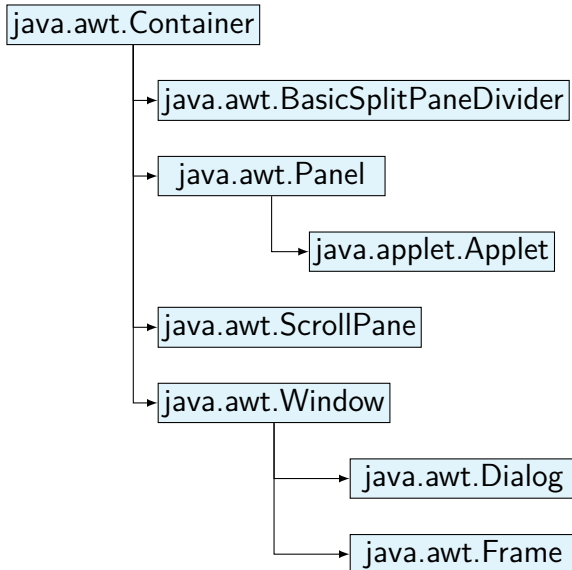 java.awt.Container
java.awt.BasicSplitPaneDivider
java.awt.Panel
java.applet.Applet
java.awt.ScrollPane
java.awt.Window
java.awt.Dialog
java.awt.Frame